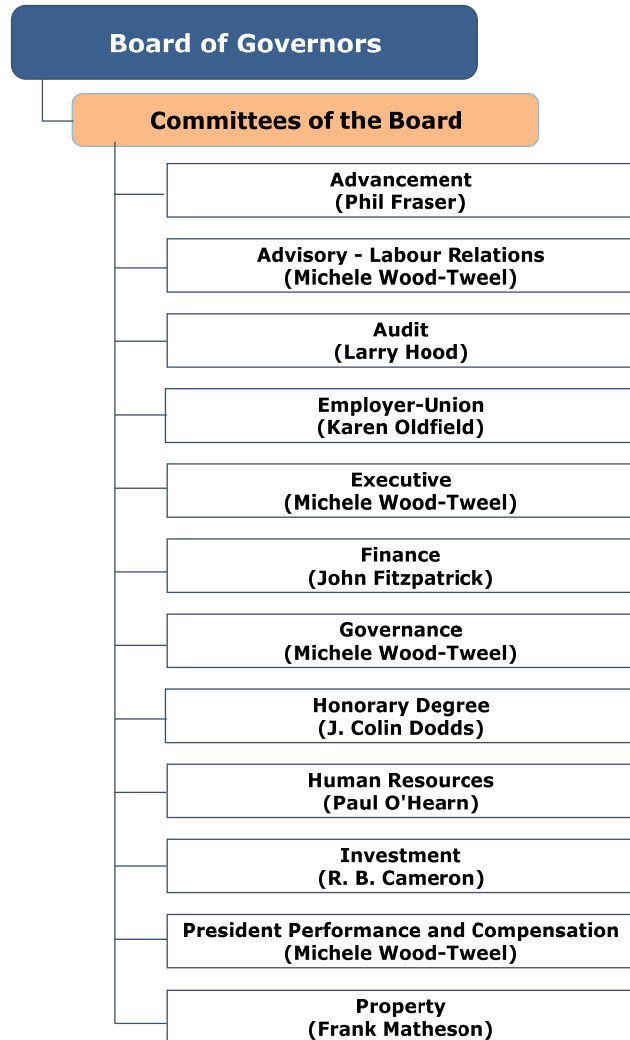 Board of Governors
Committees of the Board
Advancement
(Phil Fraser)
Advisory - Labour Relations
(Michele Wood-Tweel)
Audit
(Larry Hood)
Employer-Union
(Karen Oldfield)
Executive
(Michele Wood-Tweel)
Finance
(John Fitzpatrick)
Governance
(Michele Wood-Tweel)
Honorary Degree
(J. Colin Dodds)
Human Resources
(Paul O'Hearn)
Investment
(R. B. Cameron)
President Performance and Compensation
(Michele Wood-Tweel)
Property
(Frank Matheson)